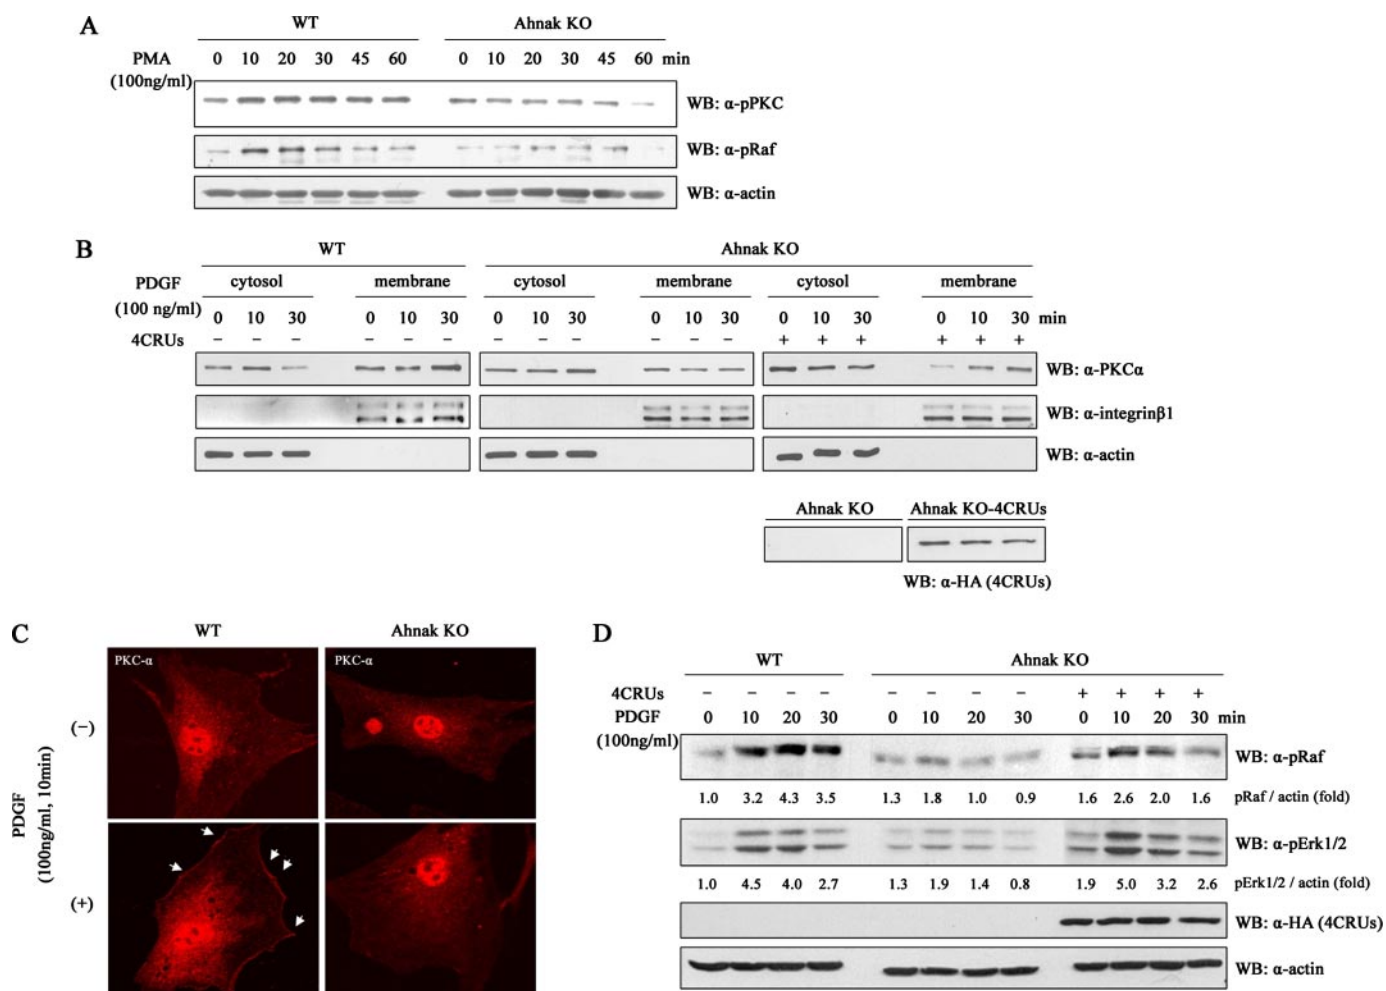 A
WT Ahnak KO
PMA 0 10 20 30 45 60 0 10 20 30 45 60 min
(100ng/ml)
WB: α-pPKC
WB: α-pRaf
WB: α-actin
B
WT Ahnak KO
PDGF cytosol membrane cytosol membrane cytosol membrane
(100 ng/ml) 0 10 30 0 10 30 0 10 30 0 10 30 0 10 30 0 10 30 min
4CRUs − − − − − − − − − − − − + + + + + +
WB: α-PKCα
WB: α-integrinβ1
WB: α-actin
Ahnak KO Ahnak KO-4CRUs
WB: α-HA (4CRUs)
C
WT Ahnak KO
PDGF
(100ng/ml, 10min)
(−)
PKC-α PKC-α
(+)
D
WT Ahnak KO
4CRUs − − − − − − − − + + + +
PDGF 0 10 20 30 0 10 20 30 0 10 20 30 min
(100ng/ml)
WB: α-pRaf
1.0 3.2 4.3 3.5 1.3 1.8 1.0 0.9 1.6 2.6 2.0 1.6 pRaf / actin (fold)
WB: α-pErk1/2
1.0 4.5 4.0 2.7 1.3 1.9 1.4 0.8 1.9 5.0 3.2 2.6 pErk1/2 / actin (fold)
WB: α-HA (4CRUs)
WB: α-actin